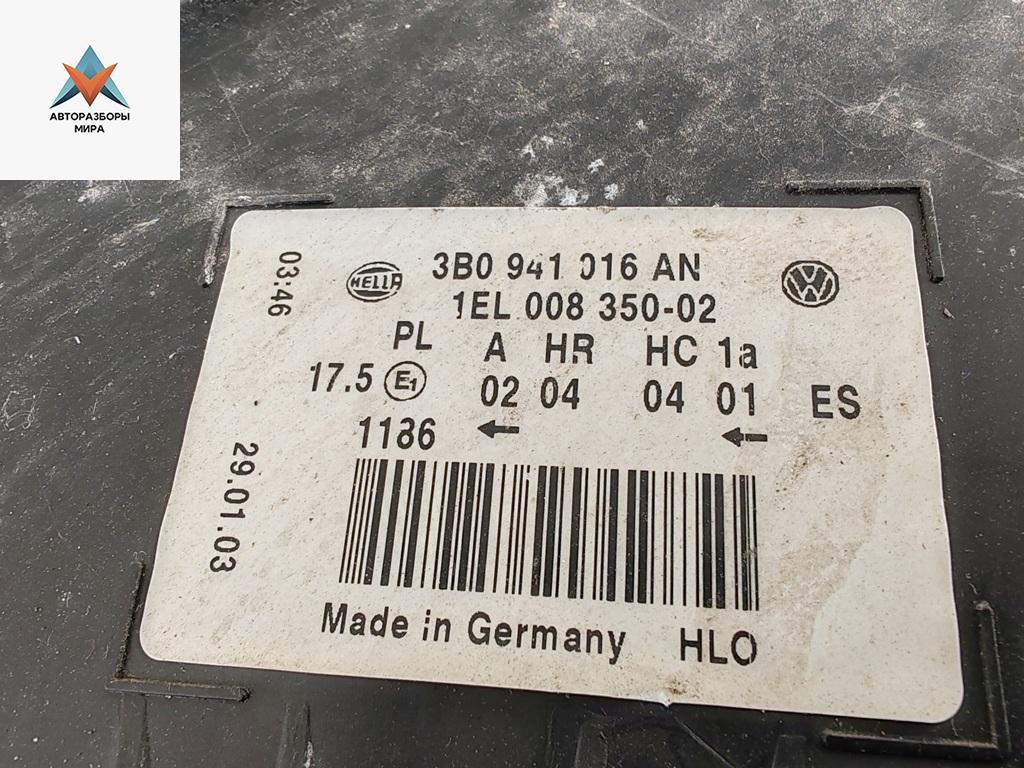 АВТОРАЗБОРЫ
МИРА
03:46
29.01.03
HELLA
3B0 941 016 AN
1EL 008 350-02
PL A HR HC 1a
17.5 E1 02 04 04 01 ES
1186
Made in Germany HLO